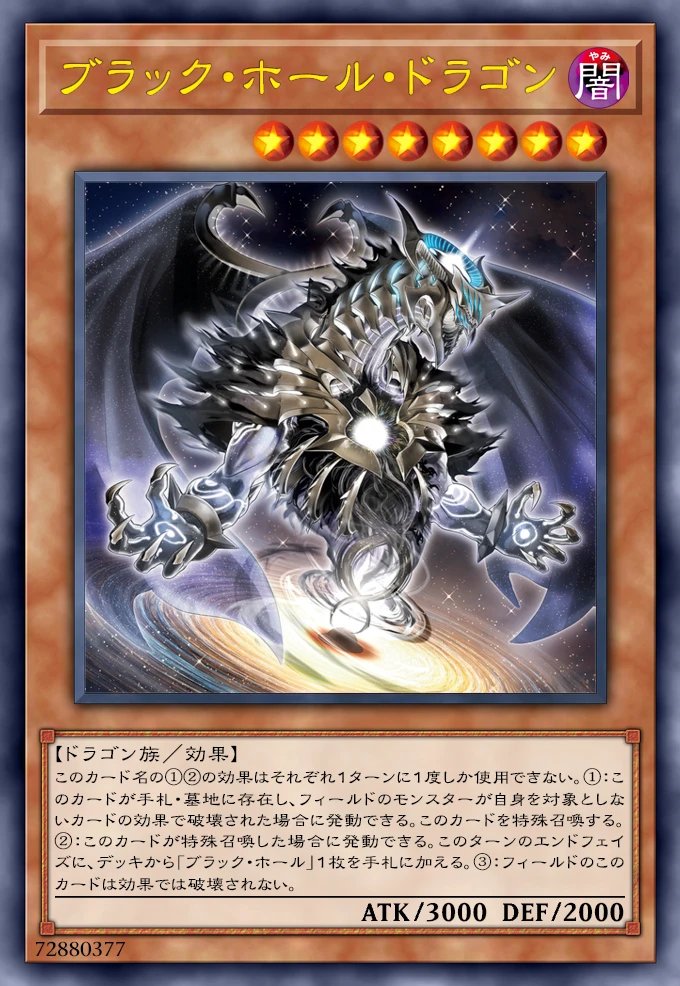 ブラック・ホール・ドラゴン
やみ
闇
【ドラゴン族／効果】
このカード名の①②の効果はそれぞれ1ターンに1度しか使用できない。①：こ
のカードが手札・墓地に存在し、フィールドのモンスターが自身を対象としな
いカードの効果で破壊された場合に発動できる。このカードを特殊召喚する。
②：このカードが特殊召喚した場合に発動できる。このターンのエンドフェイ
ズに、デッキから「ブラック・ホール」1枚を手札に加える。③：フィールドのこの
カードは効果では破壊されない。
ATK/3000 DEF/2000
72880377